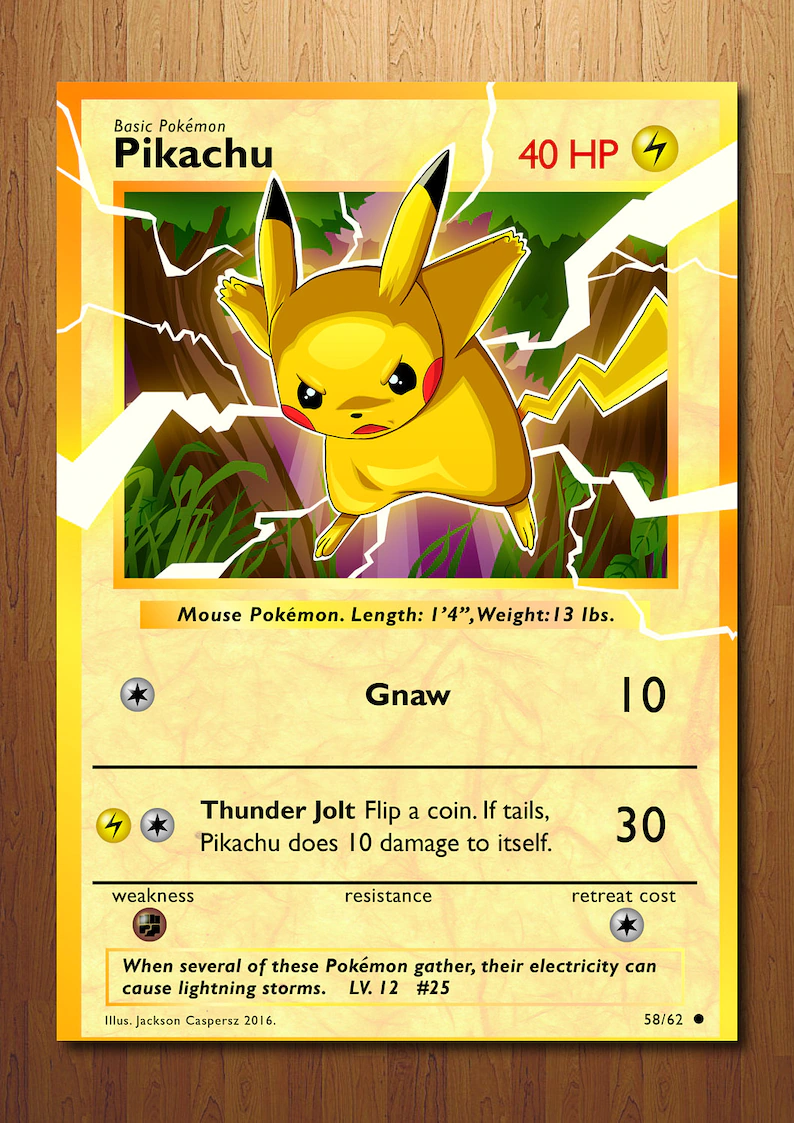 Basic Pokémon
Pikachu
40 HP
Mouse Pokémon. Length: 1’4”, Weight:13 lbs.
Gnaw 10
Thunder Jolt Flip a coin. If tails,
Pikachu does 10 damage to itself.
30
weakness resistance retreat cost
When several of these Pokémon gather, their electricity can
cause lightning storms. LV. 12 #25
Illus. Jackson Caspersz 2016. 58/62